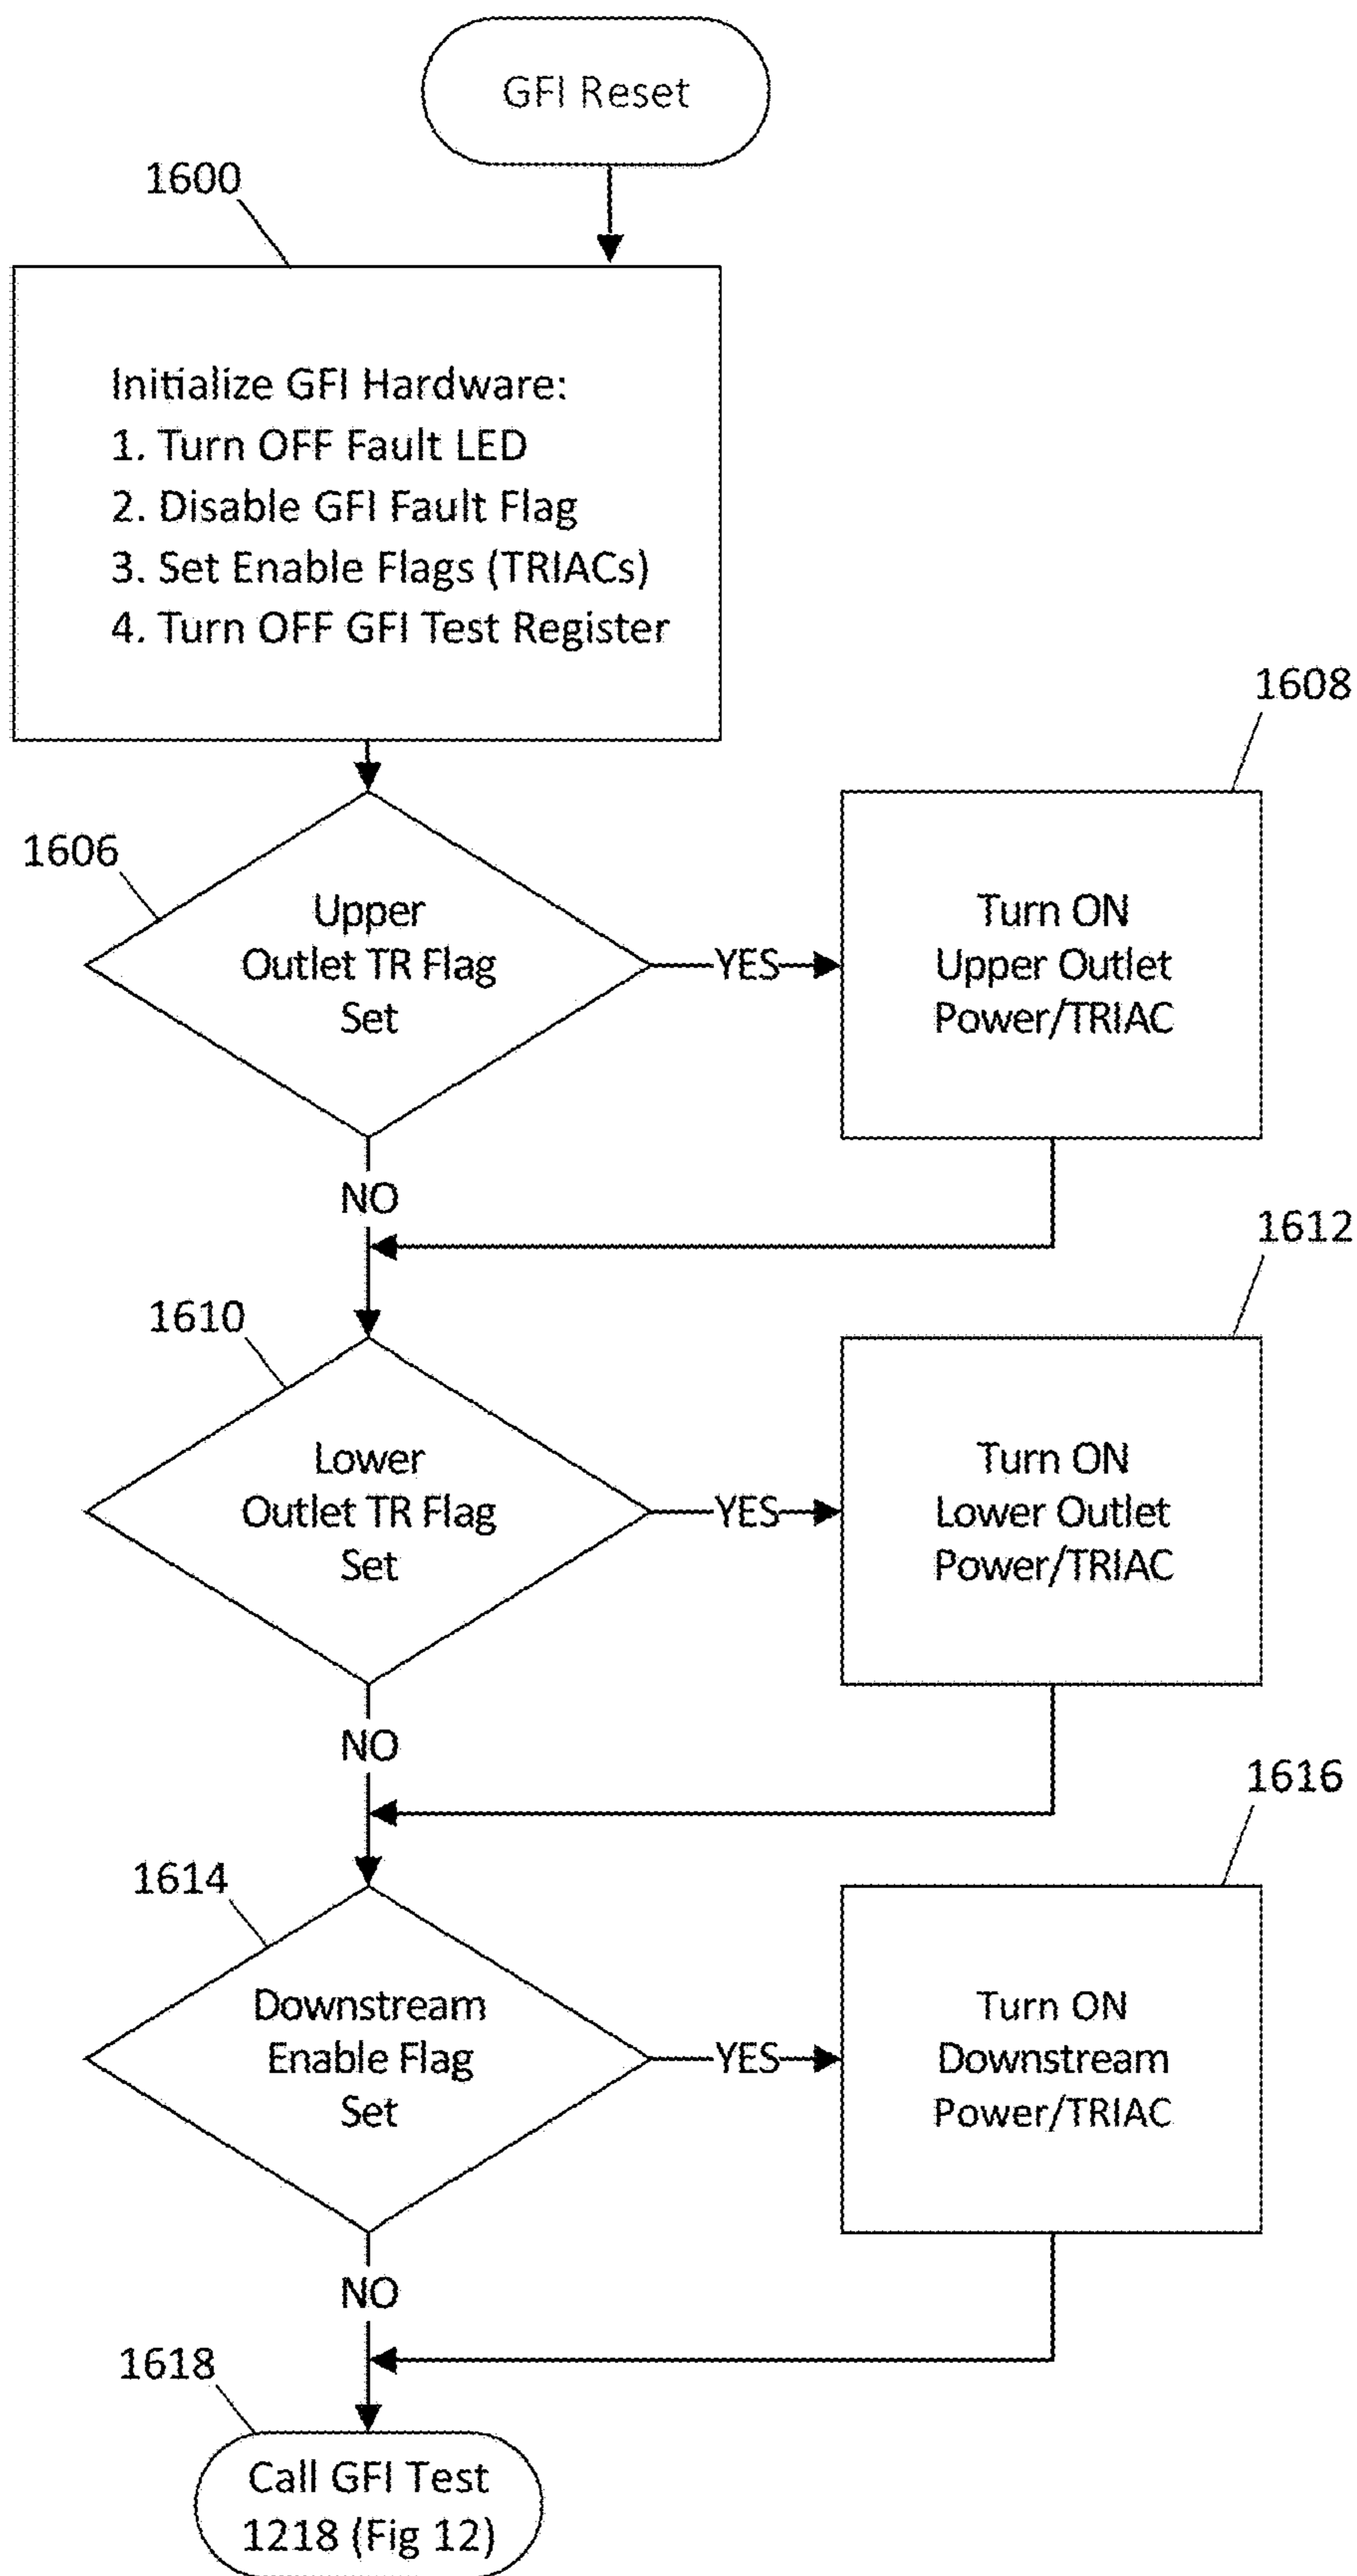 GFI Reset
1600
Initialize GFI Hardware:
1. Turn OFF Fault LED
2. Disable GFI Fault Flag
3. Set Enable Flags (TRIACs)
4. Turn OFF GFI Test Register
1606
Upper
Outlet TR Flag
Set
YES
1608
Turn ON
Upper Outlet
Power/TRIAC
NO
1610
Lower
Outlet TR Flag
Set
YES
1612
Turn ON
Lower Outlet
Power/TRIAC
NO
1614
Downstream
Enable Flag
Set
YES
1616
Turn ON
Downstream
Power/TRIAC
NO
1618
Call GFI Test
1218 (Fig 12)